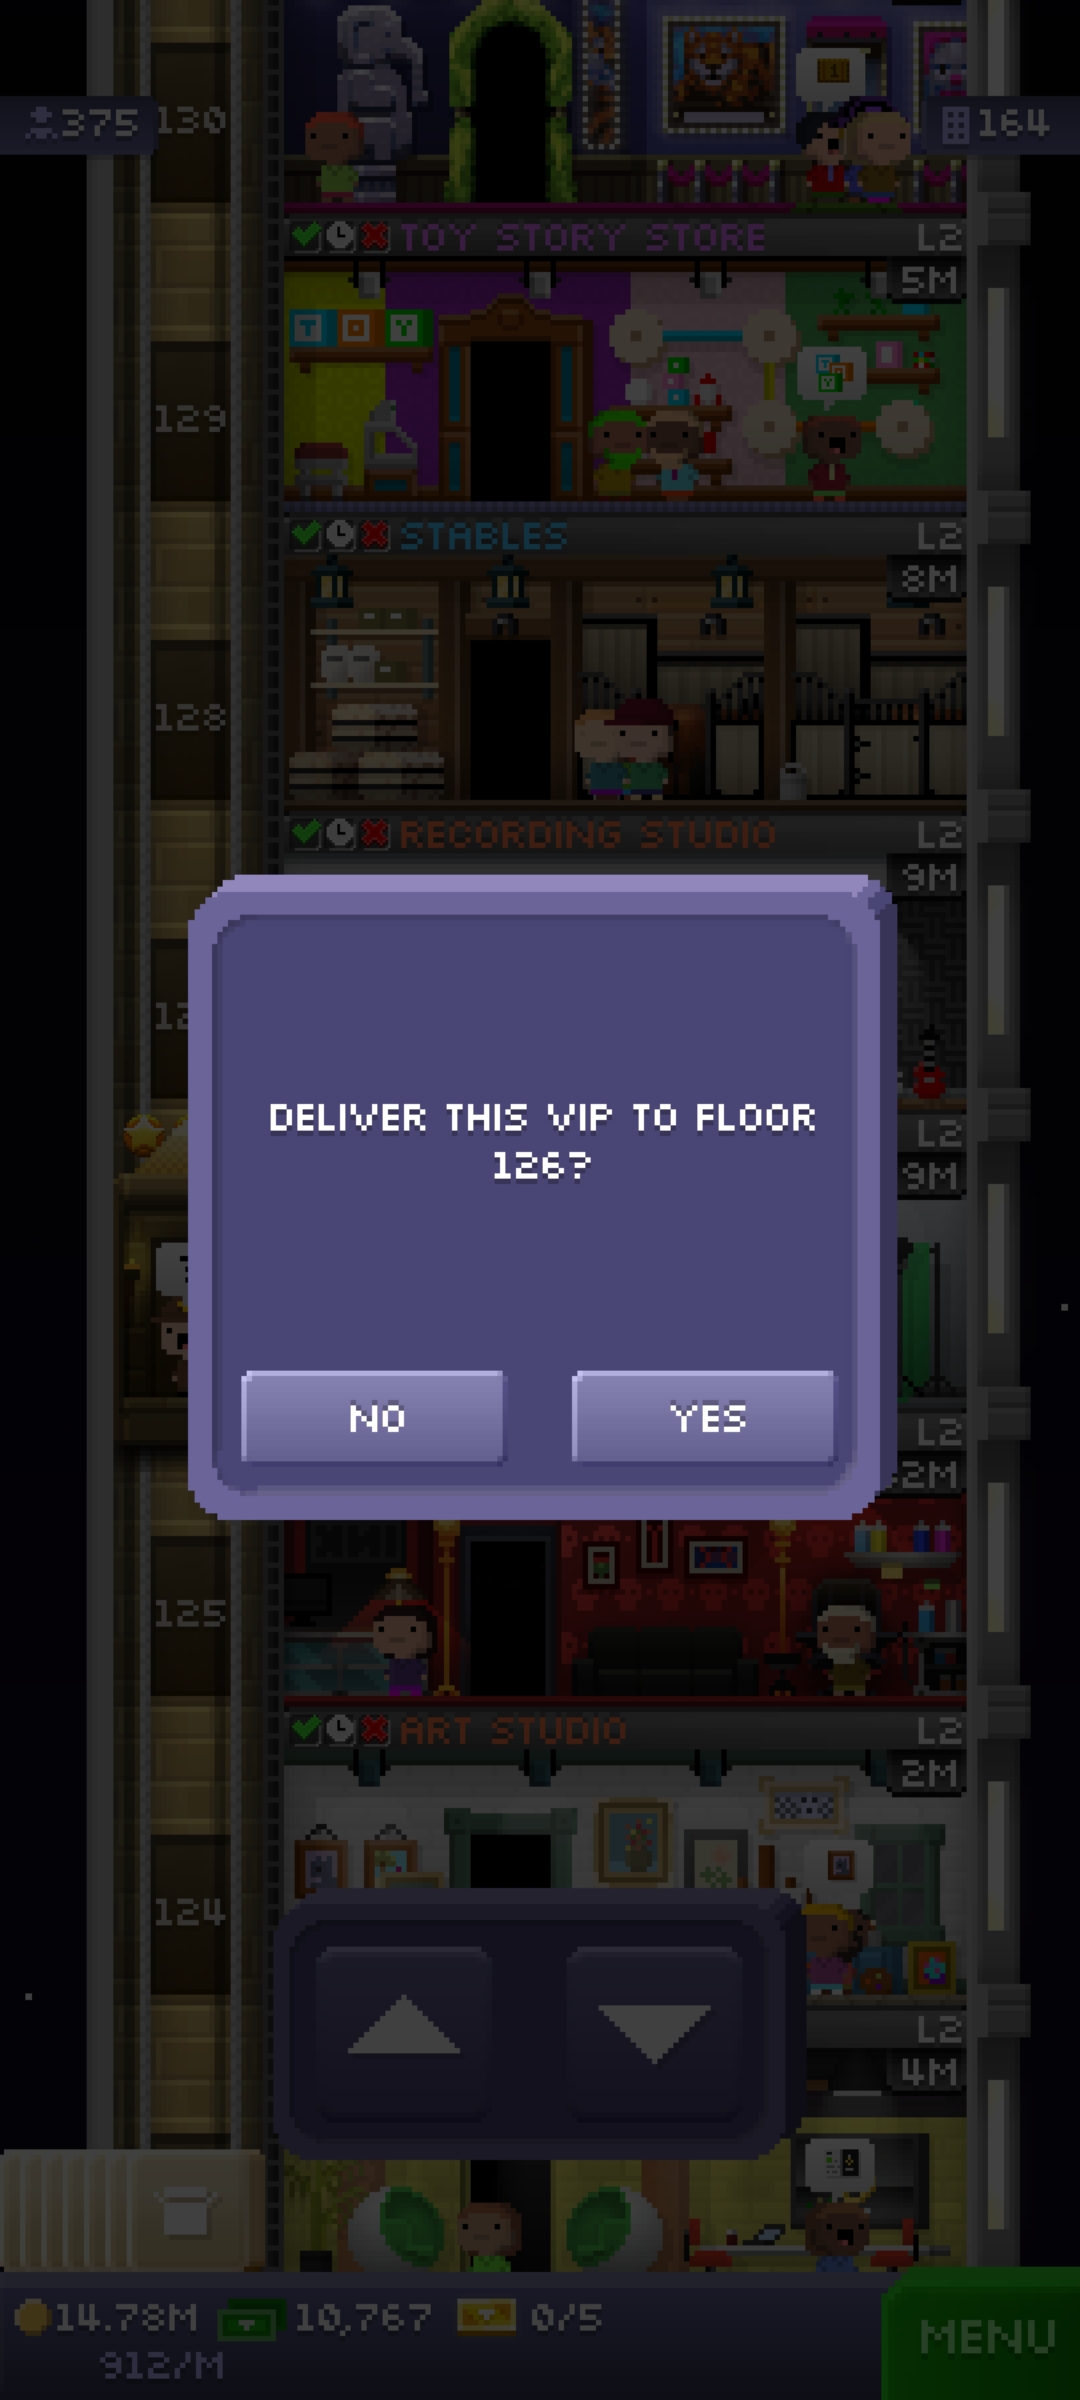 375
130
164
1
TOY STORY STORE
L2
5M
T O Y
129
STABLES
L2
8M
128
RECORDING STUDIO
L2
9M
DELIVER THIS VIP TO FLOOR
126?
L2
9M
NO
YES
L2
125
ART STUDIO
L2
2M
124
L2
4M
14.78M
10,767
0/5
912/M
MENU